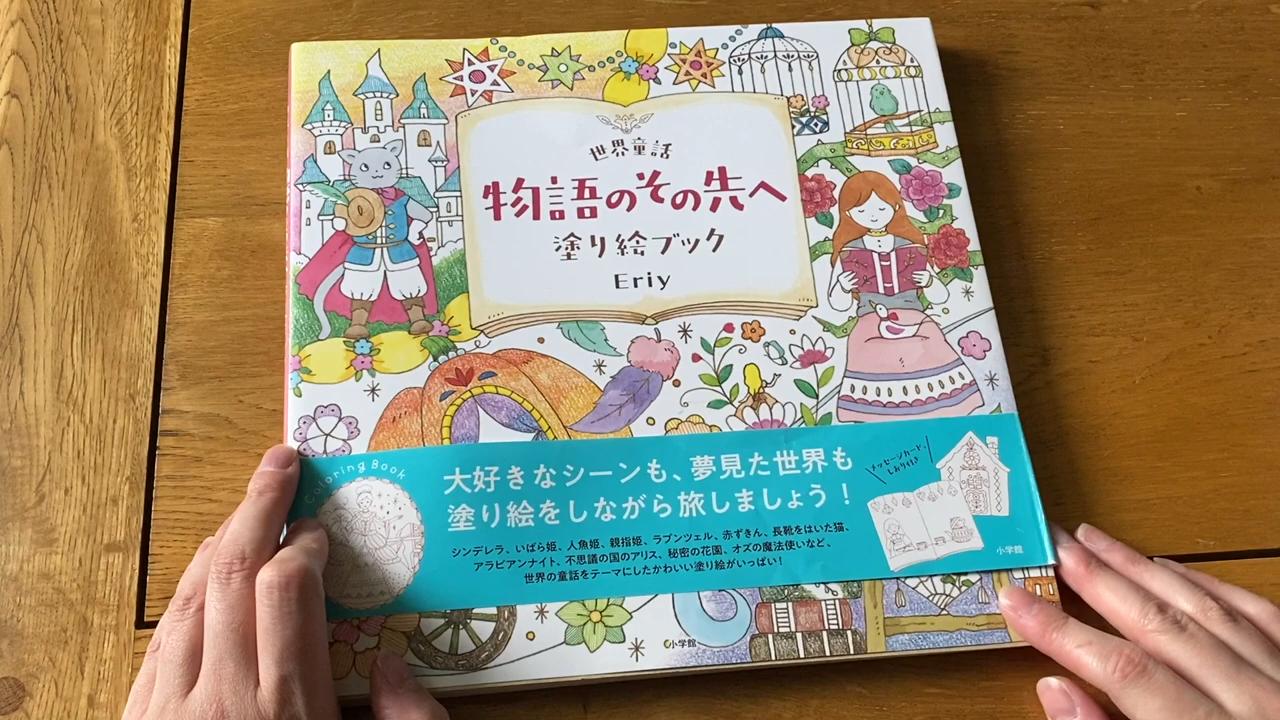 世界童話
物語のその先へ
塗り絵ブック
Eriy
Coloring Book
大好きなシーンも、夢見た世界も
塗り絵をしながら旅しましょう！
シンデレラ、いばら姫、人魚姫、親指姫、ラプンツェル、赤ずきん、長靴をはいた猫、
アラビアンナイト、不思議の国のアリス、秘密の花園、オズの魔法使いなど、
世界の童話をテーマにしたかわいい塗り絵がいっぱい！
メッセージカード、
しおり付き
小学館
小学館